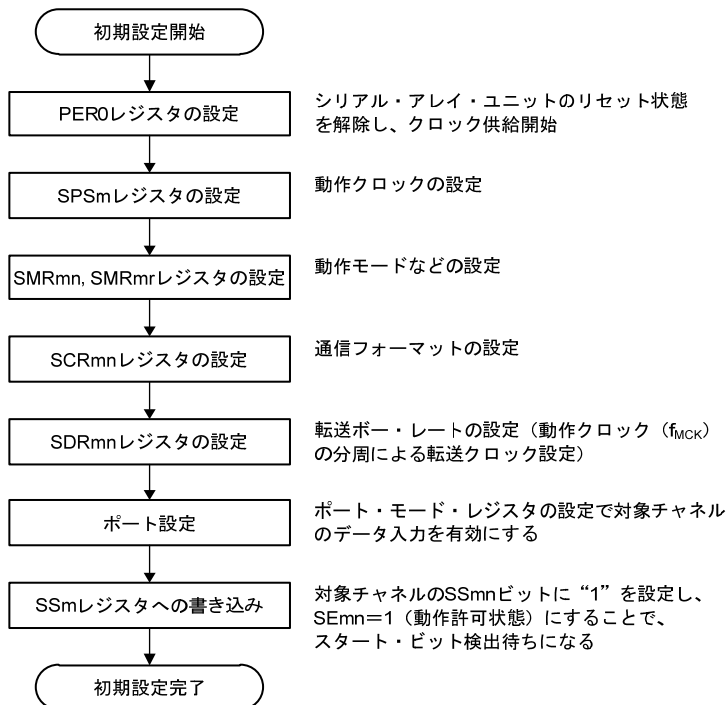 初期設定開始
PER0レジスタの設定
シリアル・アレイ・ユニットのリセット状態
を解除し、クロック供給開始
SPSmレジスタの設定
動作クロックの設定
SMRmn, SMRmrレジスタの設定
動作モードなどの設定
SCRmnレジスタの設定
通信フォーマットの設定
SDRmnレジスタの設定
転送ボー・レートの設定（動作クロック（fMCK）
の分周による転送クロック設定）
ポート設定
ポート・モード・レジスタの設定で対象チャネル
のデータ入力を有効にする
SSmレジスタへの書き込み
対象チャネルのSSmnビットに“1”を設定し、
SEmn＝1（動作許可状態）にすることで、
スタート・ビット検出待ちになる
初期設定完了